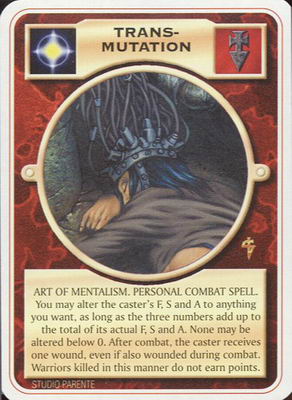 TRANS-
MUTATION
ART OF MENTALISM. PERSONAL COMBAT SPELL.
You may alter the caster's F, S and A to anything
you want, as long as the three numbers add up to
the total of its actual F, S and A. None may be
altered below 0. After combat, the caster receives
one wound, even if also wounded during combat.
Warriors killed in this manner do not earn points.
STUDIO PARENTE